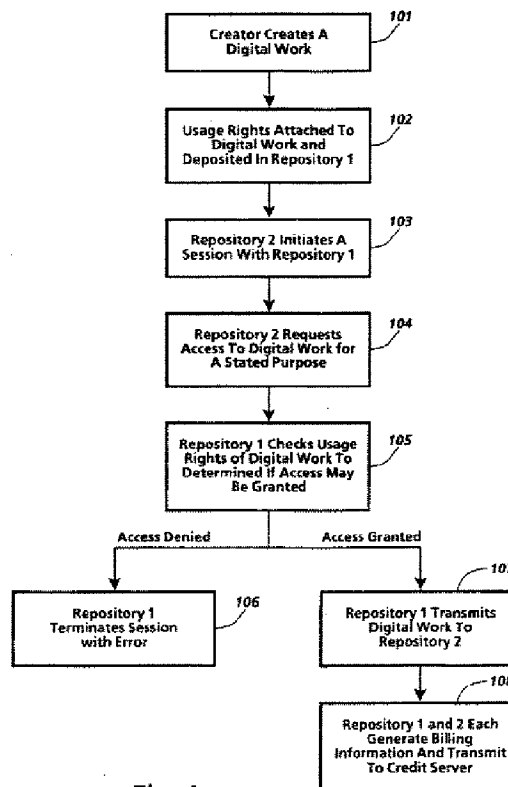 101
Creator Creates A
Digital Work
102
Usage Rights Attached To
Digital Work and
Deposited In Repository 1
103
Repository 2 Initiates A
Session With Repository 1
104
Repository 2 Requests
Access To Digital Work for
A Stated Purpose
105
Repository 1 Checks Usage
Rights of Digital Work To
Determined If Access May
Be Granted
Access Denied
Access Granted
106
Repository 1
Terminates Session
with Error
Repository 1 Transmits
Digital Work To
Repository 2
Repository 1 and 2 Each
Generate Billing
Information And Transmit
To Credit Server